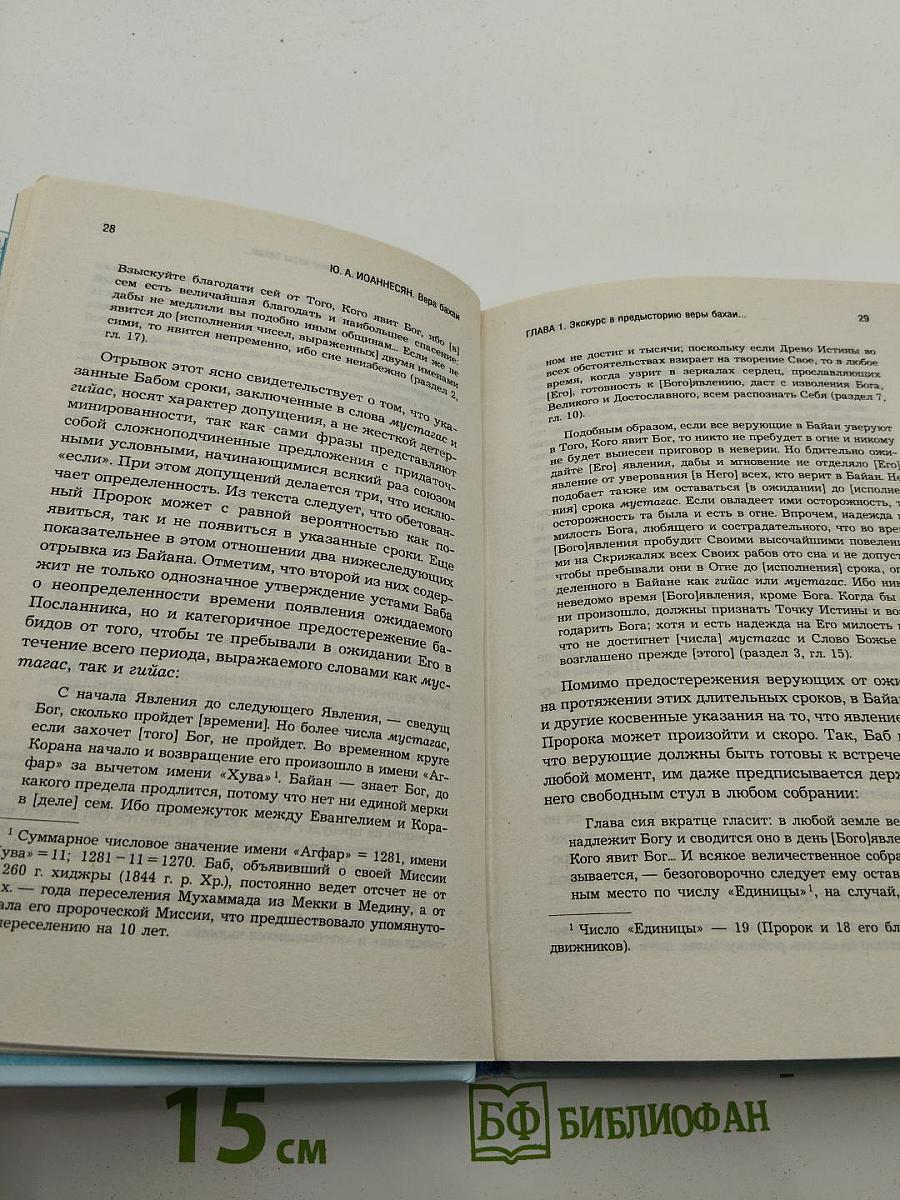 28
Ю. А. ИОАННЕСЯН. Вера бахаи
Взыскуйте благодати сей от Того, Кого явит Бог, ибо [в]
сем есть величайшая благодать и наибольшее спасение;
дабы не медлили вы подобно иным общинам... Если же не
явится до [исполнения чисел, выраженных] двумя именами
сими, то явится непременно, ибо сие неизбежно (раздел 2,
гл. 17).
Отрывок этот ясно свидетельствует о том, что ука-
занные Бабом сроки, заключенные в слова мустагас и
гийас, носят характер допущения, а не жесткой детер-
минированности, так как сами фразы представляют
собой сложноподчиненные предложения с придаточ-
ными условными, начинающимися всякий раз союзом
«если». При этом допущений делается три, что исклю-
чает определенность. Из текста следует, что обетован-
ный Пророк может с равной вероятностью как по-
явиться, так и не появиться в указанные сроки. Еще
показательнее в этом отношении два нижеследующих
отрывка из Байана. Отметим, что второй из них содер-
жит не только однозначное утверждение устами Баба
о неопределенности времени появления ожидаемого
Посланника, но и категоричное предостережение ба-
бидов от того, чтобы те пребывали в ожидании Его в
течение всего периода, выражаемого словами как мус-
тагас, так и гийас:
С начала Явления до следующего Явления, — сведущ
Бог, сколько пройдет [времени]. Но более числа мустагас,
если захочет [того] Бог, не пройдет. Во временном круге
Корана начало и возвращение его произошло в имени «Аг-
фар» за вычетом имени «Хува»¹. Байан — знает Бог, до
какого предела продлится, потому что нет ни единой мерки
в [деле] сем. Ибо промежуток между Евангелием и Кора-
¹ Суммарное числовое значение имени «Агфар» = 1281, имени
Хува» = 11; 1281 − 11 = 1270. Баб, объявивший о своей Миссии
260 г. хиджры (1844 г. р. Хр.), постоянно ведет отсчет не от
х. — года переселения Мухаммада из Мекки в Медину, а от
ала его пророческой Миссии, что предшествовало упомянуто-
переселению на 10 лет.
ГЛАВА 1. Экскурс в предысторию веры бахаи...
29
ном не достиг и тысячи; поскольку если Древо Истины во
всех обстоятельствах взирает на творение Свое, то в любое
время, когда узрит в зеркалах сердец, прославляющих
[Его], готовность к [Бого]явлению, даст с изволения Бога,
Великого и Достославного, всем распознать Себя (раздел 7,
гл. 10).
Подобным образом, если все верующие в Байан уверуют
в Того, Кого явит Бог, то никто не пребудет в огне и никому
не будет вынесен приговор в неверии. Но бдительно ожи-
дайте [Его] явления, дабы и мгновение не отделяло [Его]
явление от уверования [в Него] всех, кто верит в Байан. Не
подобает также им оставаться [в ожидании] до [исполне
ния] срока мустагас. Если овладеет ими осторожность, т
осторожность та была и есть в огне. Впрочем, надежда н
милость Бога, любящего и сострадательного, что во врем
[Бого]явления пробудит Своими высочайшими повелени
ми на Скрижалях всех Своих рабов ото сна и не допуст
чтобы пребывали они в Огне до [исполнения] срока, оп
деленного в Байане как гийас или мустагас. Ибо ник
неведомо время [Бого]явления, кроме Бога. Когда бы
ни произошло, должны признать Точку Истины и воз
годарить Бога; хотя и есть надежда на Его милость
что не достигнет [числа] мустагас и Слово Божье
возглашено прежде [этого] (раздел 3, гл. 15).
Помимо предостережения верующих от ожи
на протяжении этих длительных сроков, в Байа
и другие косвенные указания на то, что явление
Пророка может произойти и скоро. Так, Баб
что верующие должны быть готовы к встрече
любой момент, им даже предписывается держ
него свободным стул в любом собрании:
Глава сия вкратце гласит: в любой земле ве
надлежит Богу и сводится оно в день [Бого]явле
Кого явит Бог... И всякое величественное собра
зывается, — безоговорочно следует ему остав
ным место по числу «Единицы»¹, на случай,
¹ Число «Единицы» — 19 (Пророк и 18 его бл
движников).
15 см
БФ БИБЛИОФАН